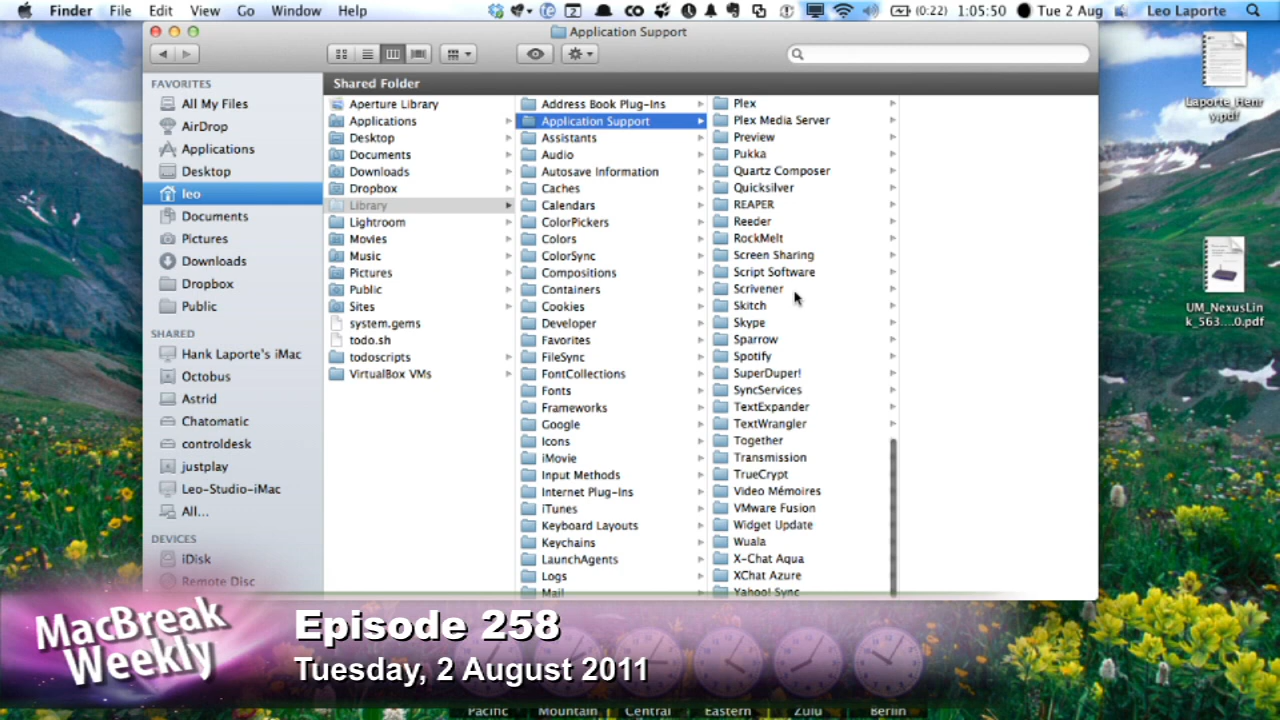 Finder File Edit View Go Window Help
(0:22) 1:05:50 Tue 2 Aug Leo Laporte
Application Support
FAVORITES
All My Files
AirDrop
Applications
Desktop
leo
Documents
Pictures
Downloads
Dropbox
Public
SHARED
Hank Laporte's iMac
Octobus
Astrid
Chatomatic
controldesk
justplay
Leo-Studio-iMac
All...
DEVICES
iDisk
Remote Disc
Shared Folder
Aperture Library
Applications
Desktop
Documents
Downloads
Dropbox
Library
Lightroom
Movies
Music
Pictures
Public
Sites
system.gems
todo.sh
todoscripts
VirtualBox VMs
Address Book Plug-Ins
Application Support
Assistants
Audio
Autosave Information
Caches
Calendars
ColorPickers
Colors
ColorSync
Compositions
Containers
Cookies
Developer
Favorites
FileSync
FontCollections
Fonts
Frameworks
Google
Icons
iMovie
Input Methods
Internet Plug-Ins
iTunes
Keyboard Layouts
Keychains
LaunchAgents
Logs
Mail
Plex
Plex Media Server
Preview
Pukka
Quartz Composer
Quicksilver
REAPER
Reeder
RockMelt
Screen Sharing
Script Software
Scrivener
Skitch
Skype
Sparrow
Spotify
SuperDuper!
SyncServices
TextExpander
TextWrangler
Together
Transmission
TrueCrypt
Video Mémoires
VMware Fusion
Widget Update
Wuala
X-Chat Aqua
XChat Azure
Yahoo! Sync
Laporte_Henr
y.pdf
UM_NexusLin
k_563....0.pdf
MacBreak
Weekly
Episode 258
Tuesday, 2 August 2011
Pacific Mountain Central Eastern Zulu Berlin